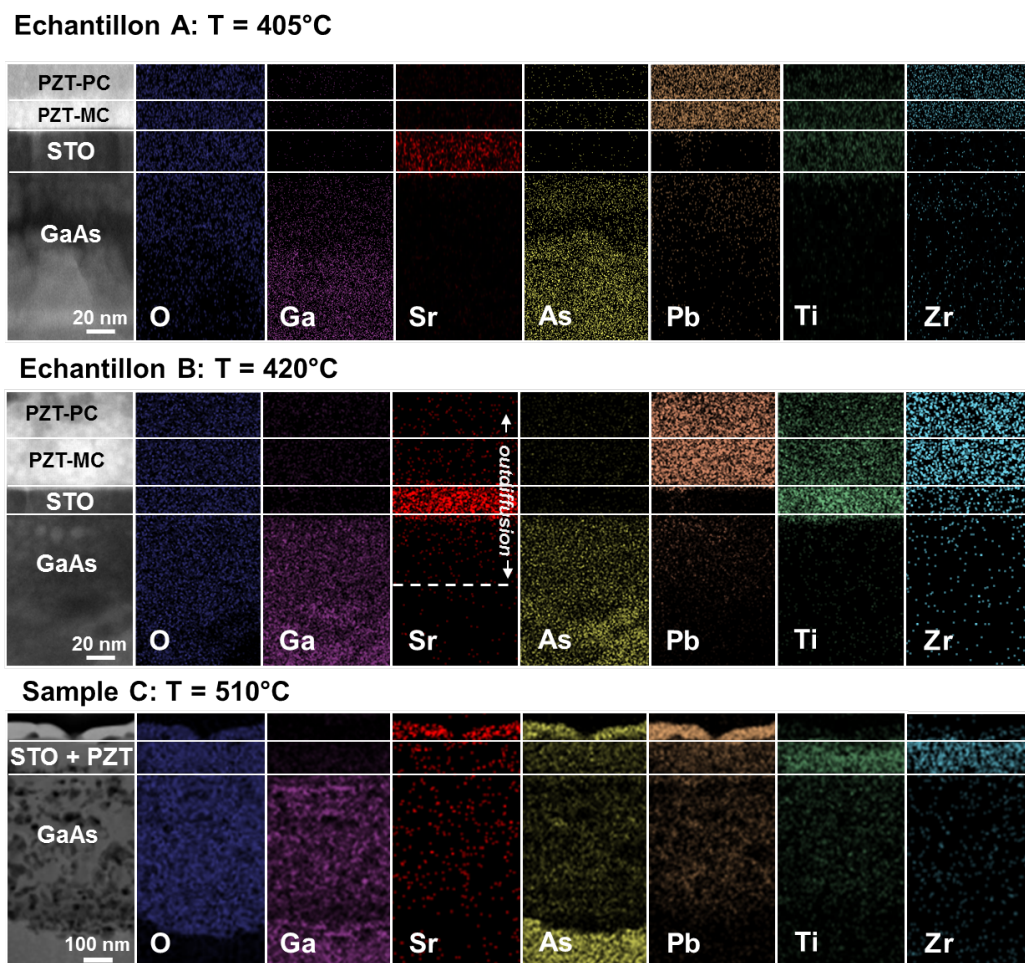 Echantillon A: T = 405°C
PZT-PC
PZT-MC
STO
GaAs
20 nm
O
Ga
Sr
As
Pb
Ti
Zr
Echantillon B: T = 420°C
PZT-PC
PZT-MC
STO
GaAs
outdiffusion
20 nm
O
Ga
Sr
As
Pb
Ti
Zr
Sample C: T = 510°C
STO + PZT
GaAs
100 nm
O
Ga
Sr
As
Pb
Ti
Zr